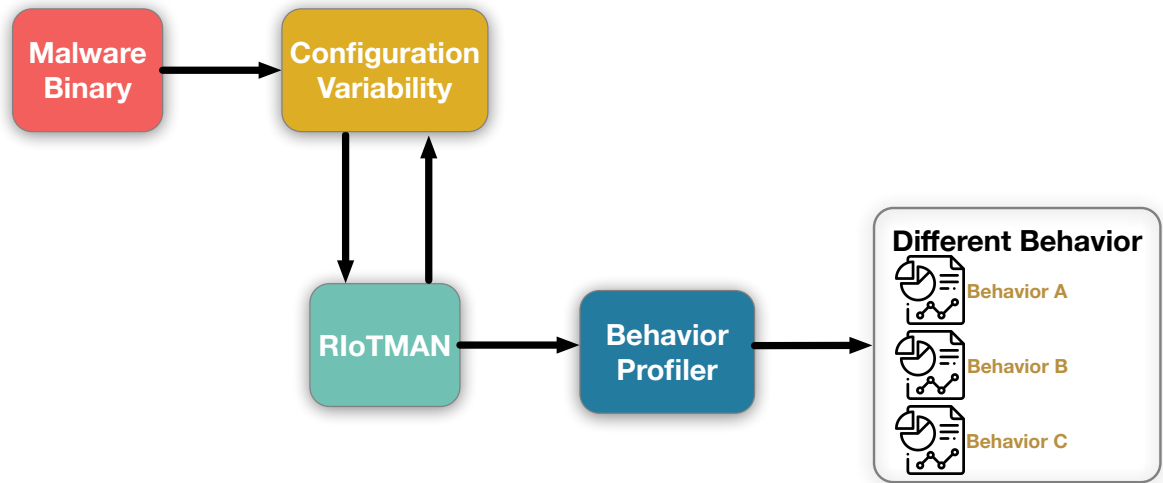 Malware
Binary
Configuration
Variability
RIoTMAN
Behavior
Profiler
Different Behavior
Behavior A
Behavior B
Behavior C